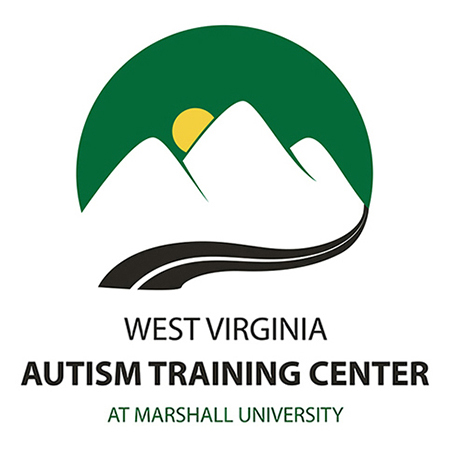 WEST VIRGINIA
AUTISM TRAINING CENTER
AT MARSHALL UNIVERSITY